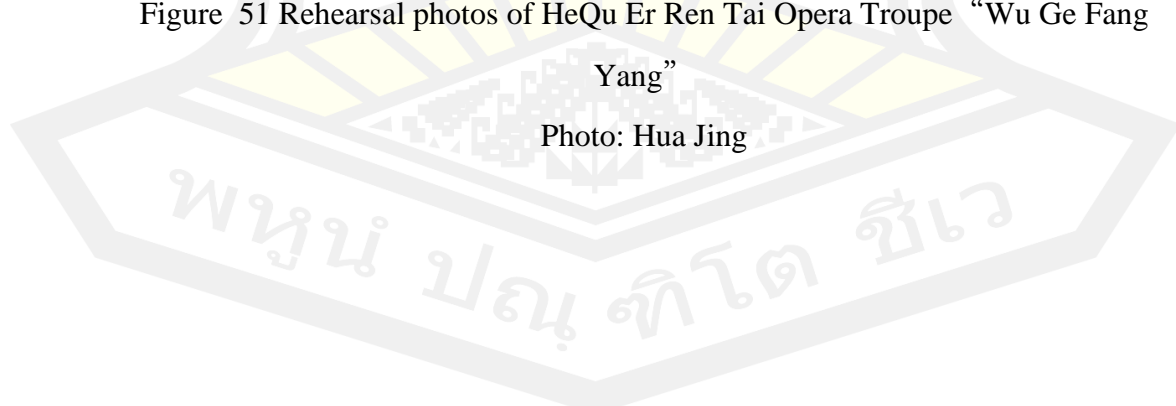 Figure 51 Rehearsal photos of HeQu Er Ren Tai Opera Troupe “Wu Ge Fang
Yang”
Photo: Hua Jing
พหูนํ ปณฺฑิโต ชีเว